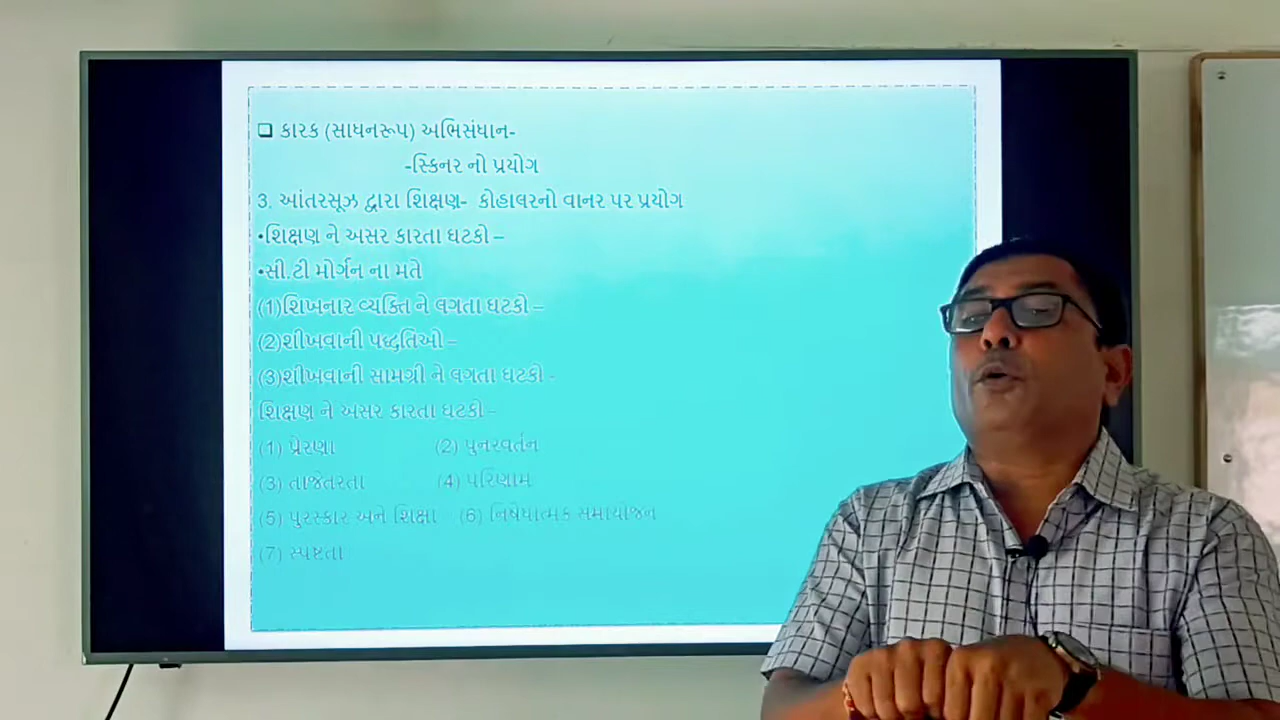 ❑ કારક (સાધનરૂપ) અભિસંધાન-
-સ્કિનર નો પ્રયોગ
3. આંતરસૂઝ દ્વારા શિક્ષણ- કોહાલરનો વાનર પર પ્રયોગ
•શિક્ષણ ને અસર કારતા ઘટકો –
•સી.ટી મોર્ગન ના મતે
(1)શિખનાર વ્યક્તિ ને લગતા ઘટકો –
(2)શીખવાની પદ્ધતિઓ –
(3)શીખવાની સામગ્રી ને લગતા ઘટકો -
શિક્ષણ ને અસર કારતા ઘટકો –
(1) પ્રેરણા (2) પુનરવર્તન
(3) તાજેતરતા (4) પરિણામ
(5) પુરસ્કાર અને શિક્ષા (6) નિષેધાત્મક સમાયોજન
(7) સ્પષ્ટતા